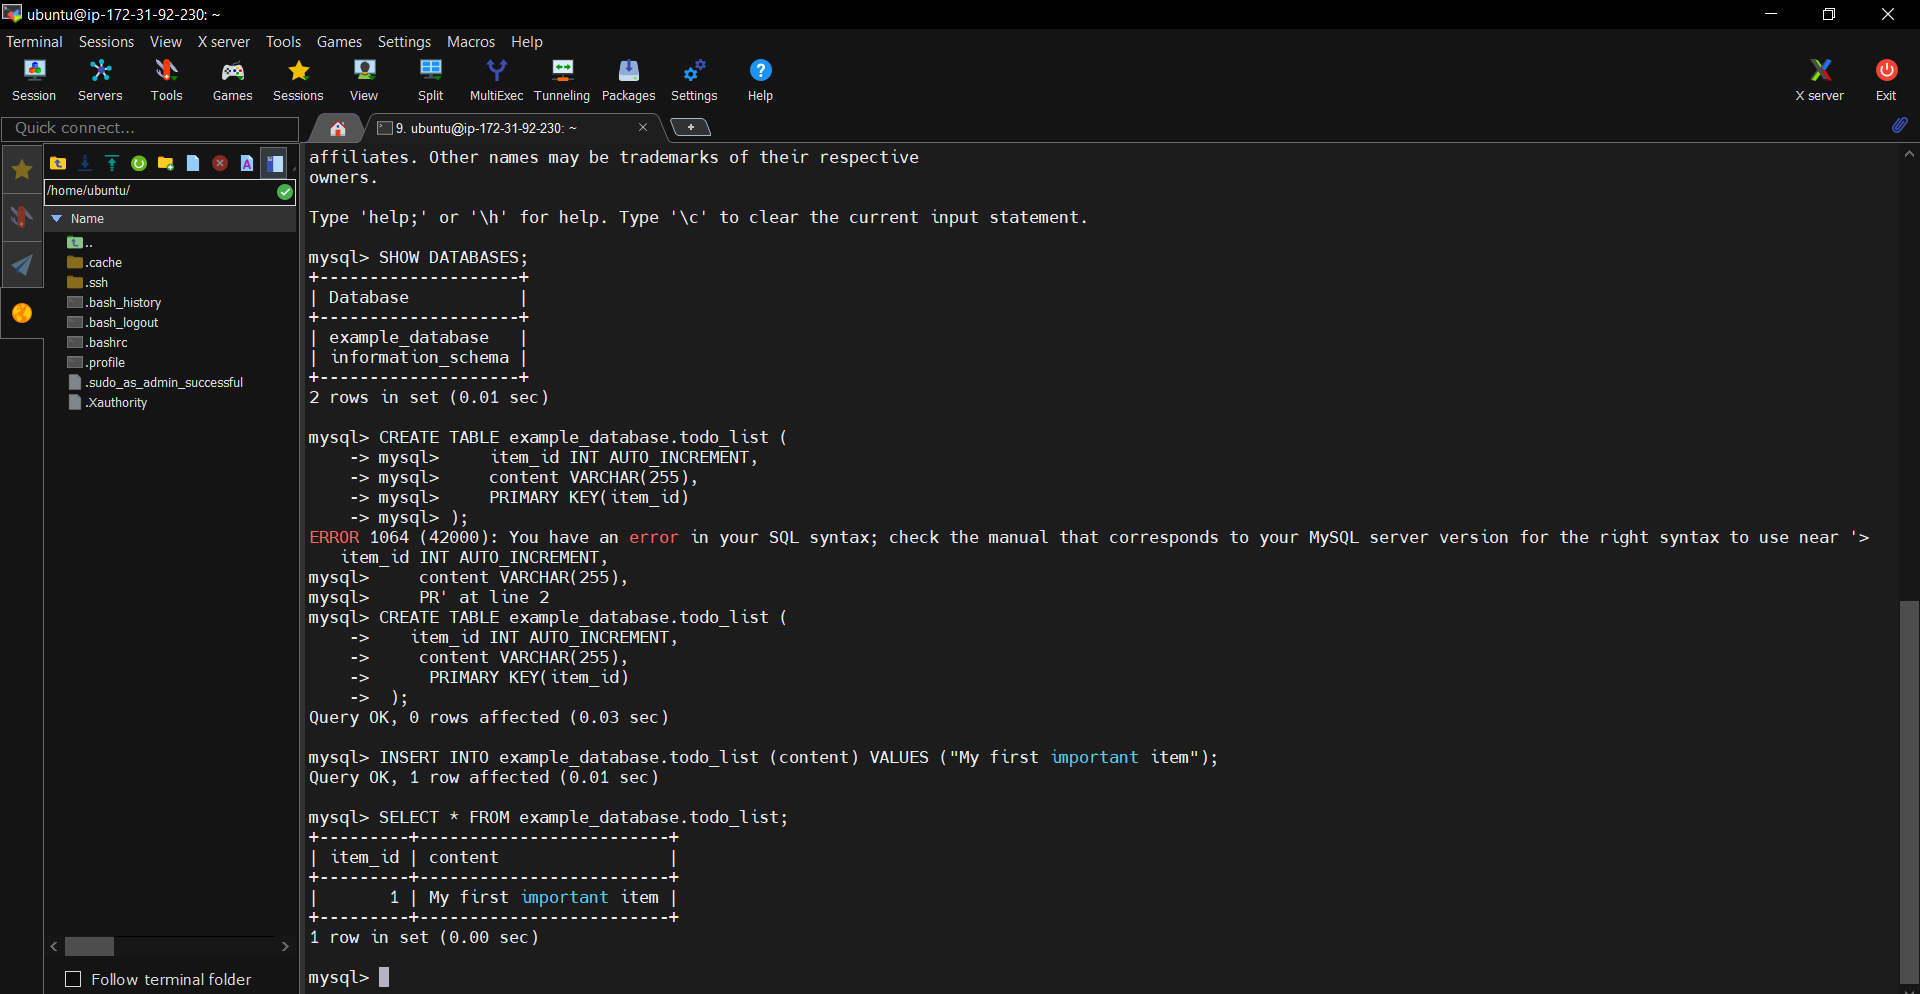 ubuntu@ip-172-31-92-230: ~
Terminal Sessions View X server Tools Games Settings Macros Help
Session Servers Tools Games Sessions View Split MultiExec Tunneling Packages Settings Help X server Exit
Quick connect...
9. ubuntu@ip-172-31-92-230: ~
/home/ubuntu/
Name
..
.cache
.ssh
.bash_history
.bash_logout
.bashrc
.profile
.sudo_as_admin_successful
.Xauthority
Follow terminal folder
affiliates. Other names may be trademarks of their respective
owners.
Type 'help;' or '\h' for help. Type '\c' to clear the current input statement.
mysql> SHOW DATABASES;
+--------------------+
| Database           |
+--------------------+
| example_database   |
| information_schema |
+--------------------+
2 rows in set (0.01 sec)
mysql> CREATE TABLE example_database.todo_list (
    -> mysql>     item_id INT AUTO_INCREMENT,
    -> mysql>     content VARCHAR(255),
    -> mysql>     PRIMARY KEY(item_id)
    -> mysql> );
ERROR 1064 (42000): You have an error in your SQL syntax; check the manual that corresponds to your MySQL server version for the right syntax to use near '>
   item_id INT AUTO_INCREMENT,
mysql>     content VARCHAR(255),
mysql>     PR' at line 2
mysql> CREATE TABLE example_database.todo_list (
    ->    item_id INT AUTO_INCREMENT,
    ->     content VARCHAR(255),
    ->      PRIMARY KEY(item_id)
    ->  );
Query OK, 0 rows affected (0.03 sec)
mysql> INSERT INTO example_database.todo_list (content) VALUES ("My first important item");
Query OK, 1 row affected (0.01 sec)
mysql> SELECT * FROM example_database.todo_list;
+---------+-------------------------+
| item_id | content                 |
+---------+-------------------------+
|       1 | My first important item |
+---------+-------------------------+
1 row in set (0.00 sec)
mysql>